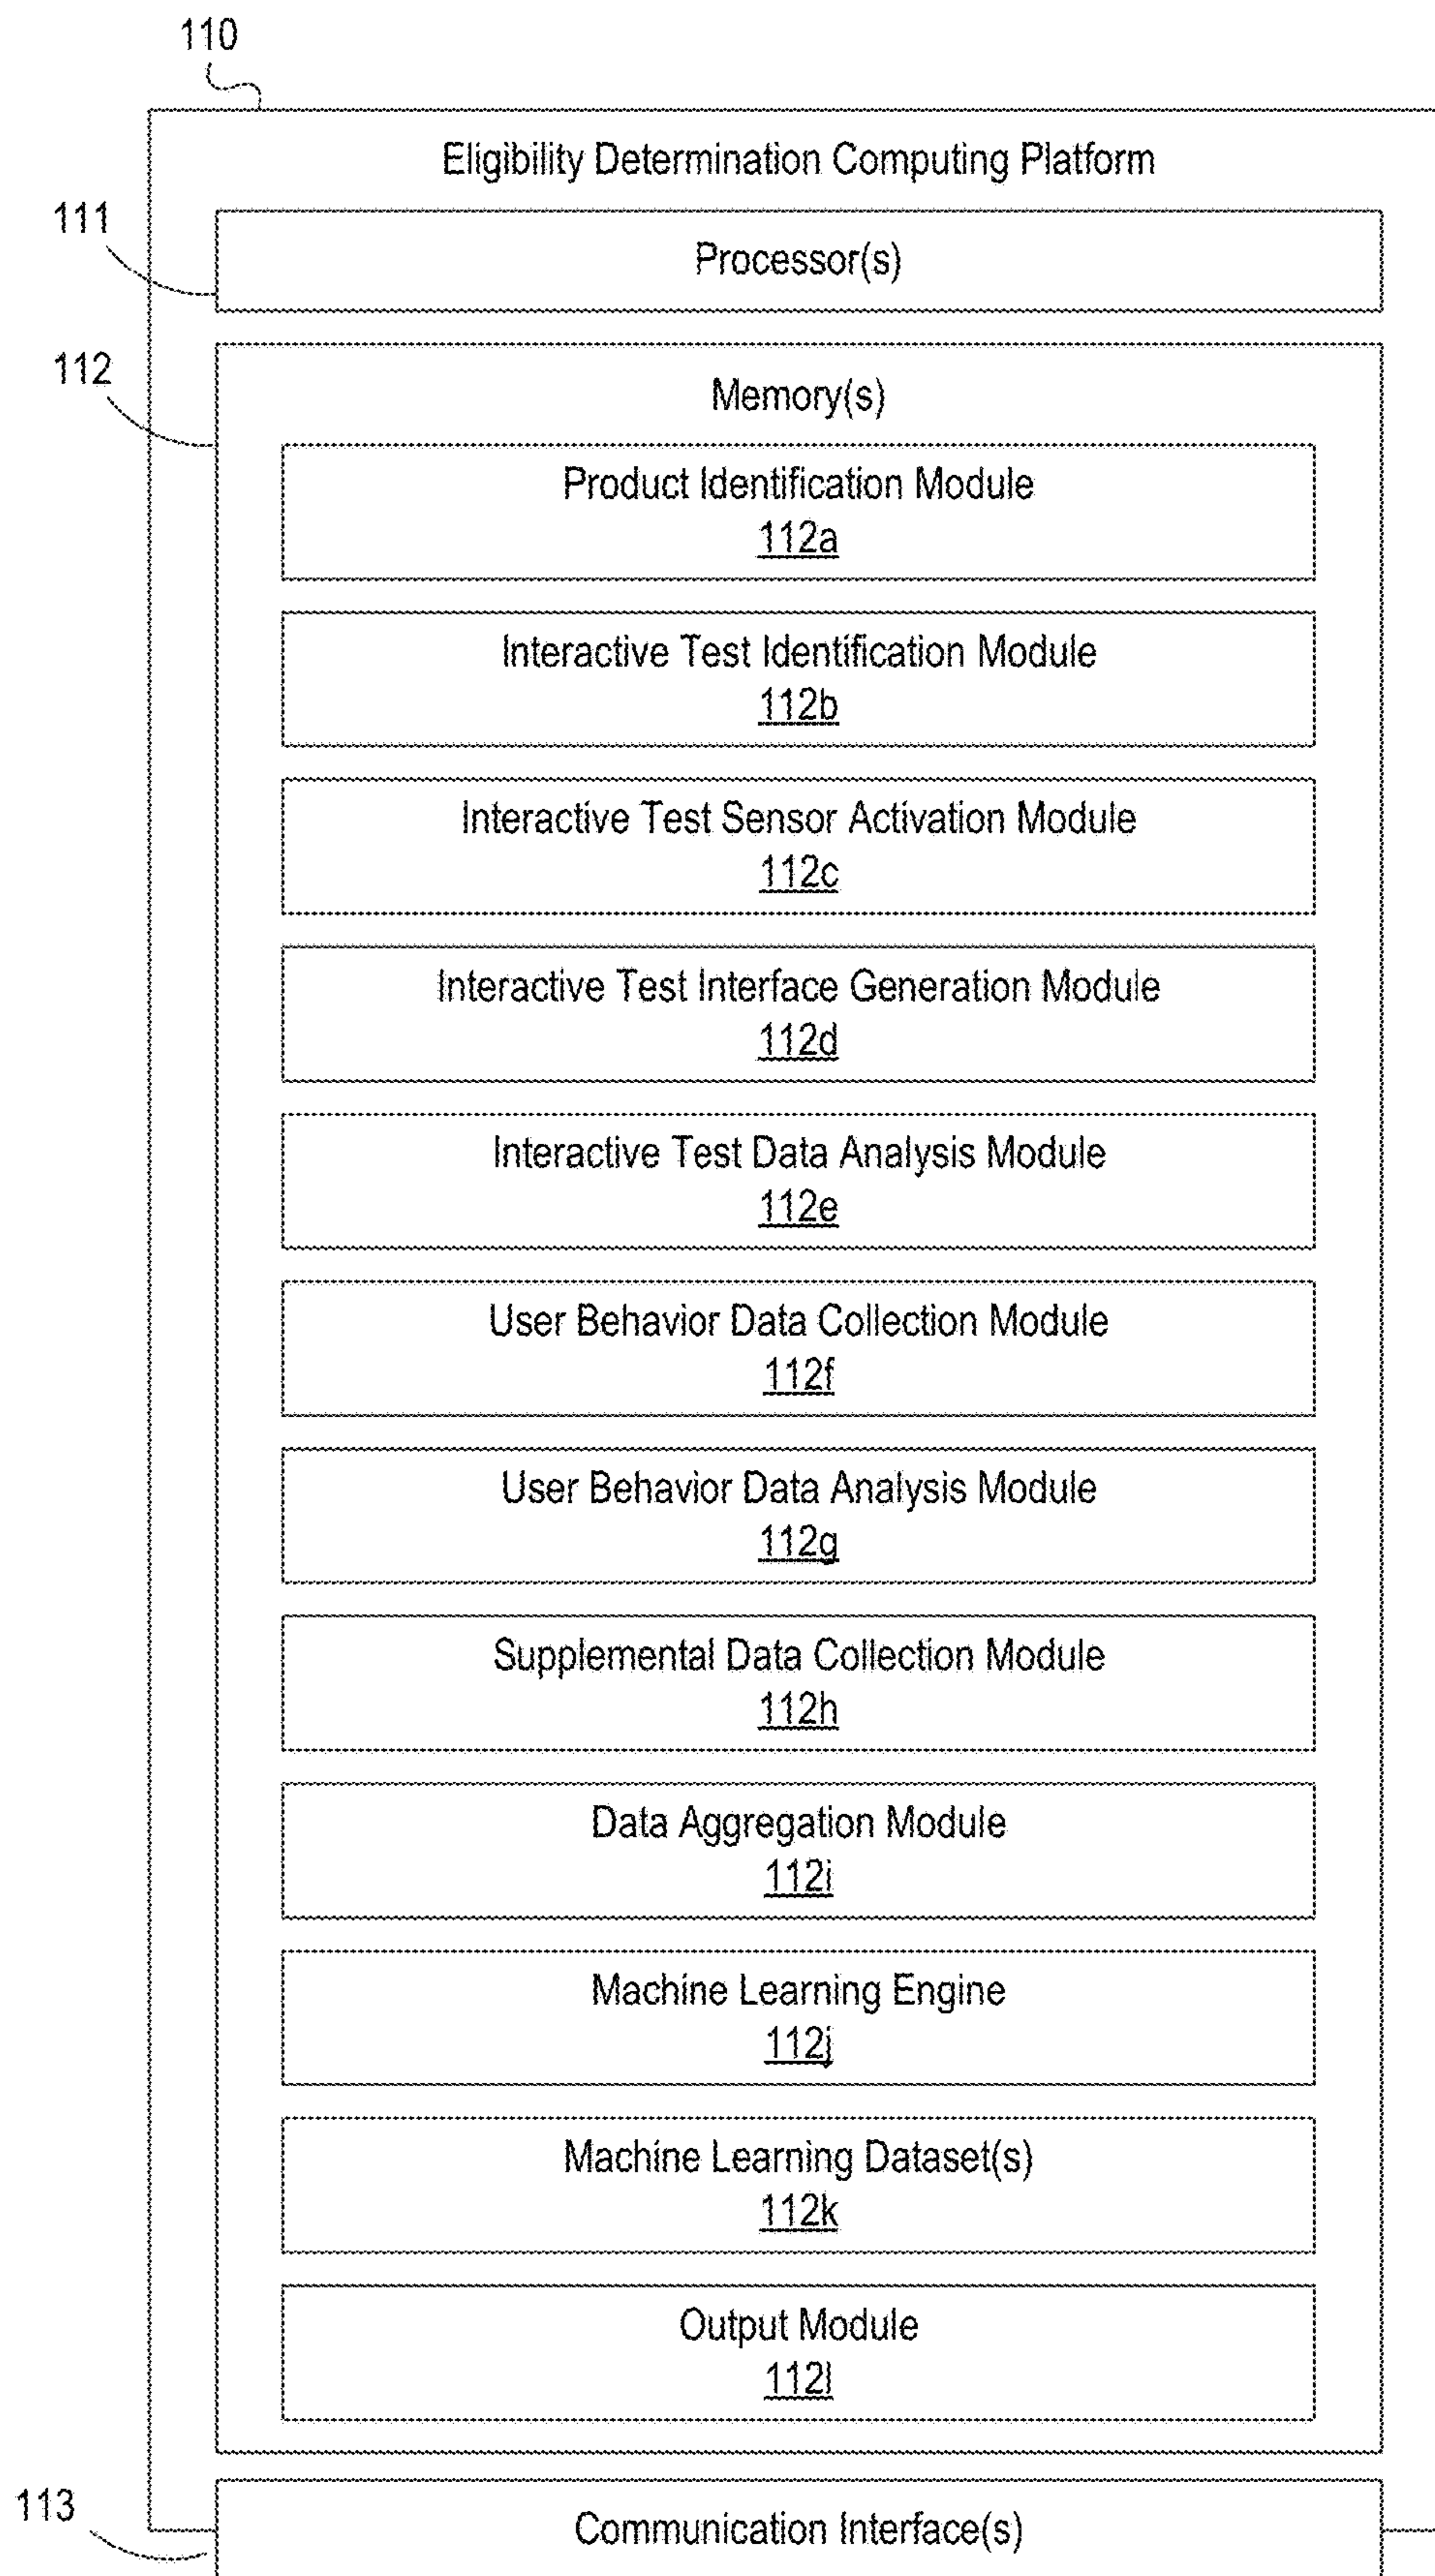 110
Eligibility Determination Computing Platform
111
Processor(s)
112
Memory(s)
Product Identification Module
112a
Interactive Test Identification Module
112b
Interactive Test Sensor Activation Module
112c
Interactive Test Interface Generation Module
112d
Interactive Test Data Analysis Module
112e
User Behavior Data Collection Module
112f
User Behavior Data Analysis Module
112g
Supplemental Data Collection Module
112h
Data Aggregation Module
112i
Machine Learning Engine
112j
Machine Learning Dataset(s)
112k
Output Module
112l
113
Communication Interface(s)